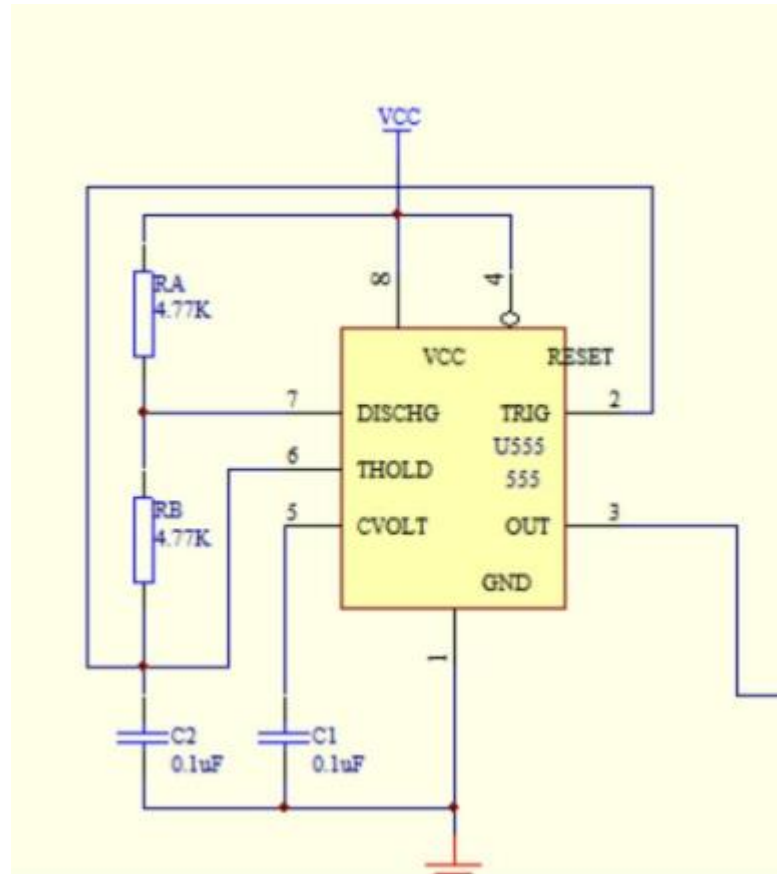 VCC
RA
4.77K
8
4
VCC
RESET
7
DISCHG
TRIG
2
U555
555
6
THOLD
RB
4.77K
5
CVOLT
OUT
3
GND
1
C2
0.1uF
C1
0.1uF